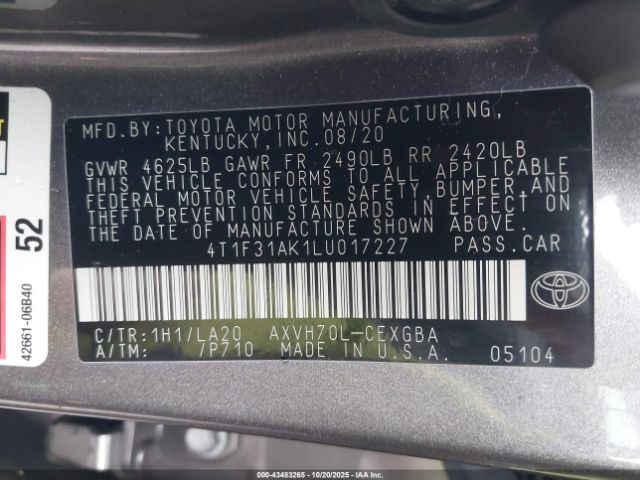 MFD.BY:TOYOTA MOTOR MANUFACTURING,
KENTUCKY,INC.08/20
GVWR 4625LB GAWR FR 2490LB RR 2420LB
THIS VEHICLE CONFORMS TO ALL APPLICABLE
FEDERAL MOTOR VEHICLE SAFETY,BUMPER,AND
THEFT PREVENTION STANDARDS IN EFFECT ON
THE DATE OF MANUFACTURE SHOWN ABOVE.
4T1F31AK1LU017227 PASS.CAR
C/TR:1H1/LA20 AXVH70L-CEXGBA
A/TM: /P710 MADE IN U.S.A. 05104
TOYOTA
52
42661-06B40
000-43483265 - 10/20/2025 - IAAI.COM